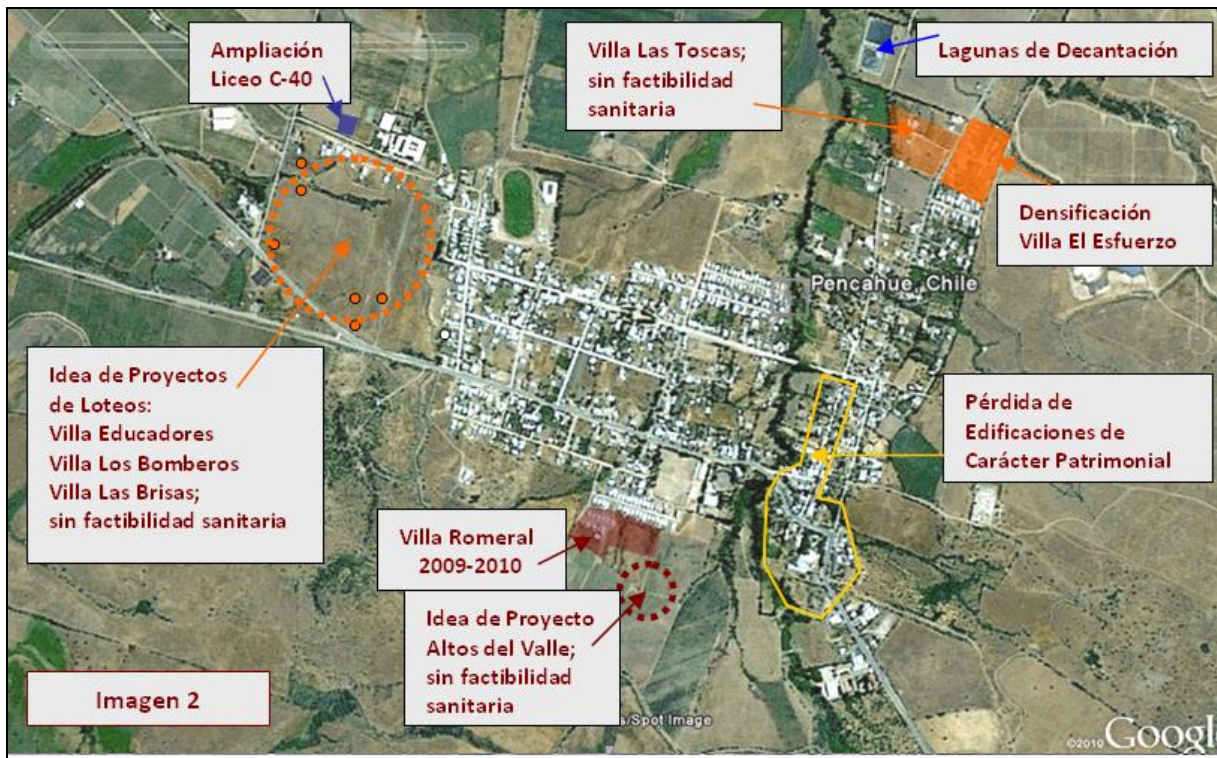 Ampliación
Liceo C-40
Villa Las Toscas;
sin factibilidad
sanitaria
Lagunas de Decantación
Densificación
Villa El Esfuerzo
Pencahue, Chile
Idea de Proyectos
de Loteos:
Villa Educadores
Villa Los Bomberos
Villa Las Brisas;
sin factibilidad sanitaria
Pérdida de
Edificaciones de
Carácter Patrimonial
Villa Romeral
2009-2010
Idea de Proyecto
Altos del Valle;
sin factibilidad
sanitaria
Imagen 2
s/Spot Image
©2010 Google